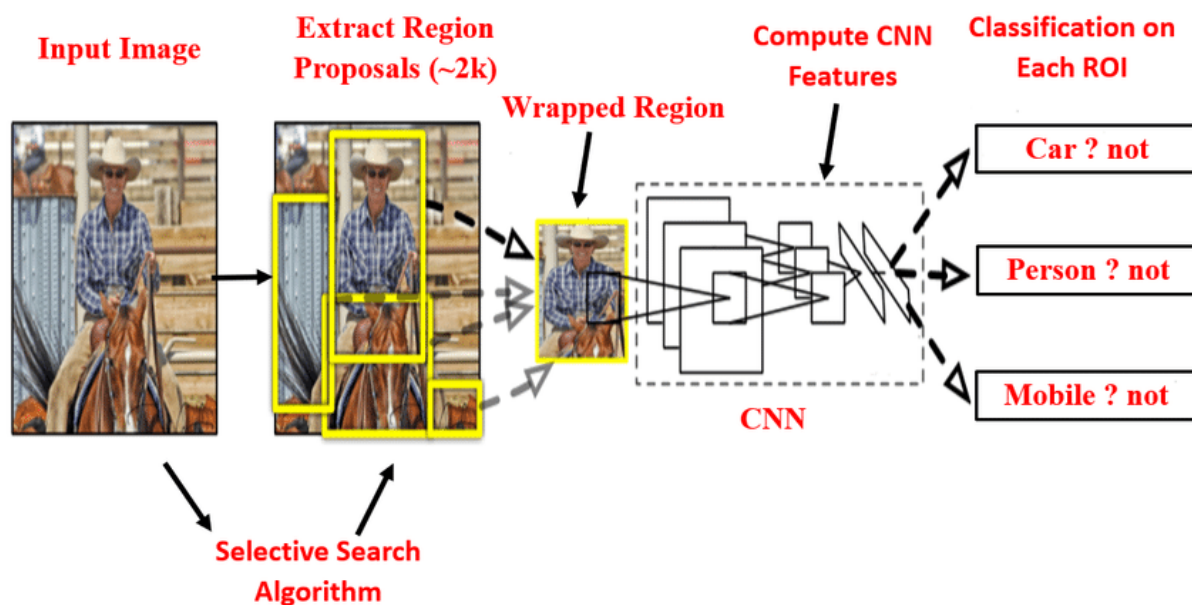 Input Image
Extract Region
Proposals (~2k)
Wrapped Region
Compute CNN
Features
Classification on
Each ROI
Car ? not
Person ? not
Mobile ? not
CNN
Selective Search
Algorithm